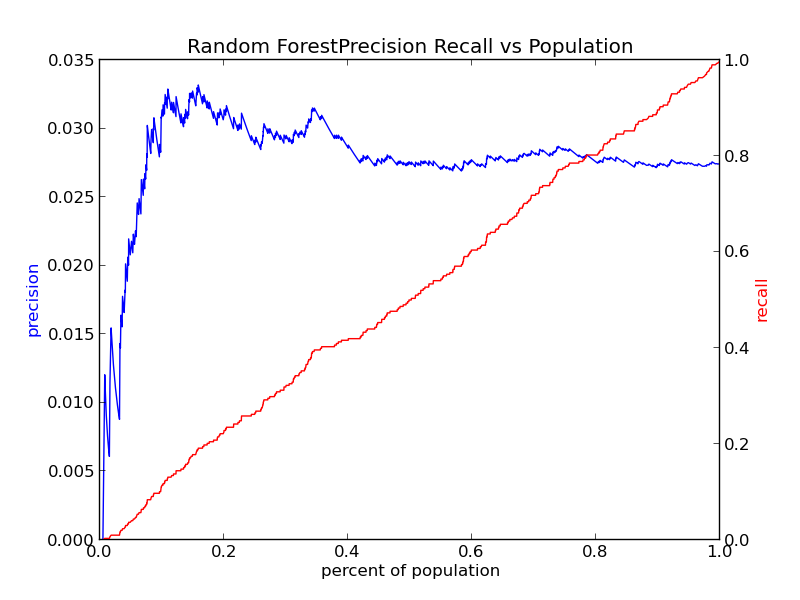 Random ForestPrecision Recall vs Population
0.035
0.030
0.025
0.020
0.015
0.010
0.005
0.000
precision
1.0
0.8
0.6
0.4
0.2
0.0
recall
0.0 0.2 0.4 0.6 0.8 1.0
percent of population